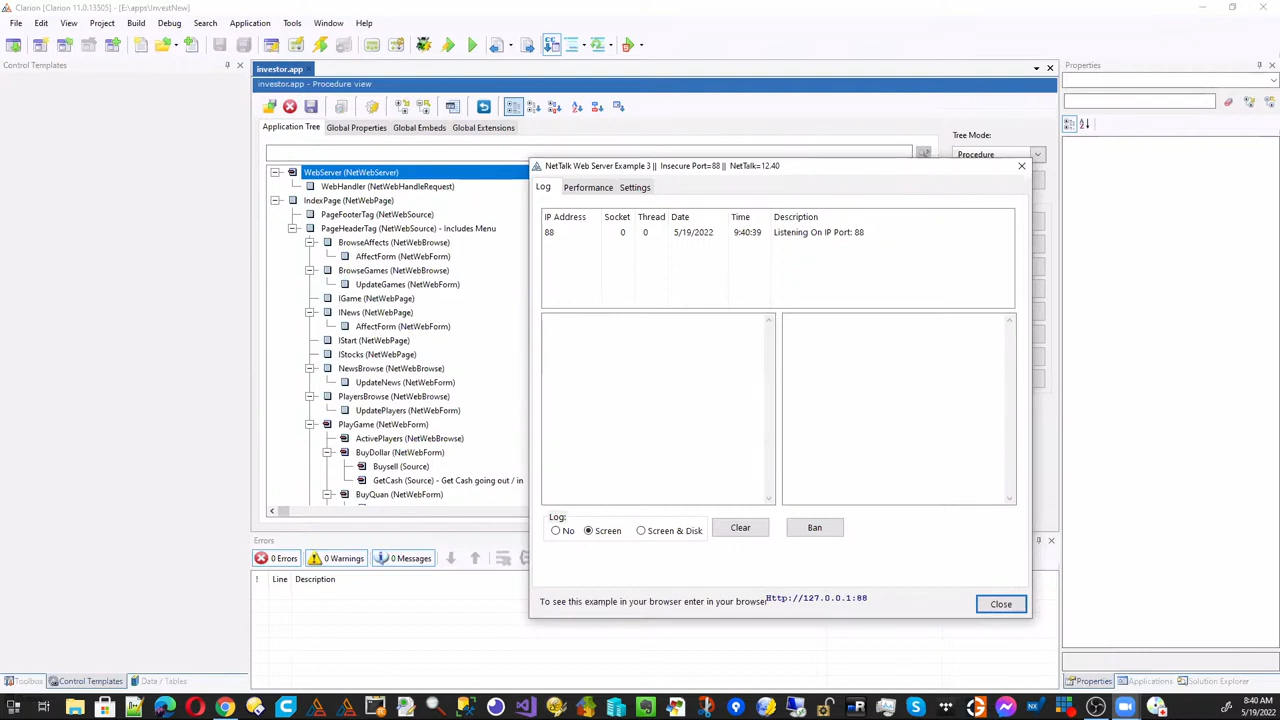 Clarion [Clarion 11.0.13505] - [E:\apps\InvestNew]
File Edit View Project Build Debug Search Application Tools Window Help
Control Templates
investor.app
Properties
investor.app - Procedure view
Application Tree Global Properties Global Embeds Global Extensions
Tree Mode:
Procedure
WebServer (NetWebServer)
WebHandler (NetWebHandleRequest)
IndexPage (NetWebPage)
PageFooterTag (NetWebSource)
PageHeaderTag (NetWebSource) - Includes Menu
BrowseAffects (NetWebBrowse)
AffectForm (NetWebForm)
BrowseGames (NetWebBrowse)
UpdateGames (NetWebForm)
IGame (NetWebPage)
INews (NetWebPage)
AffectForm (NetWebForm)
IStart (NetWebPage)
IStocks (NetWebPage)
NewsBrowse (NetWebBrowse)
UpdateNews (NetWebForm)
PlayersBrowse (NetWebBrowse)
UpdatePlayers (NetWebForm)
PlayGame (NetWebForm)
ActivePlayers (NetWebBrowse)
BuyDollar (NetWebForm)
Buysell (Source)
GetCash (Source) - Get Cash going out / in
BuyQuan (NetWebForm)
NetTalk Web Server Example 3 || Insecure Port=88 || NetTalk=12.40
Log Performance Settings
IP Address Socket Thread Date Time Description
88 0 0 5/19/2022 9:40:39 Listening On IP Port: 88
Log:
No Screen Screen & Disk Clear Ban
To see this example in your browser enter in your browser Http://127.0.0.1:88
Close
Errors
0 Errors 0 Warnings 0 Messages
! Line Description
Toolbox Control Templates Data / Tables
Properties Applications Solution Explorer
8:40 AM
5/19/2022